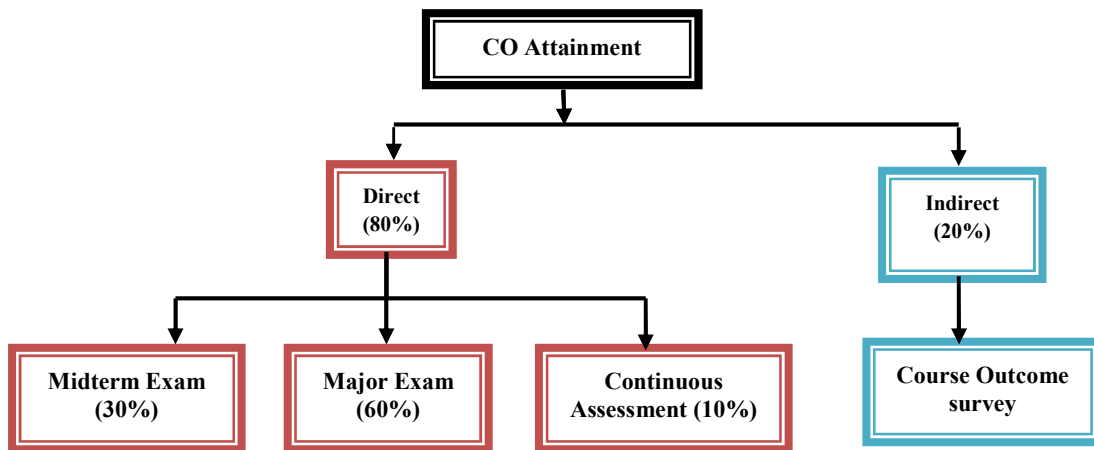 CO Attainment
Direct
(80%)
Indirect
(20%)
Midterm Exam
(30%)
Major Exam
(60%)
Continuous
Assessment (10%)
Course Outcome
survey